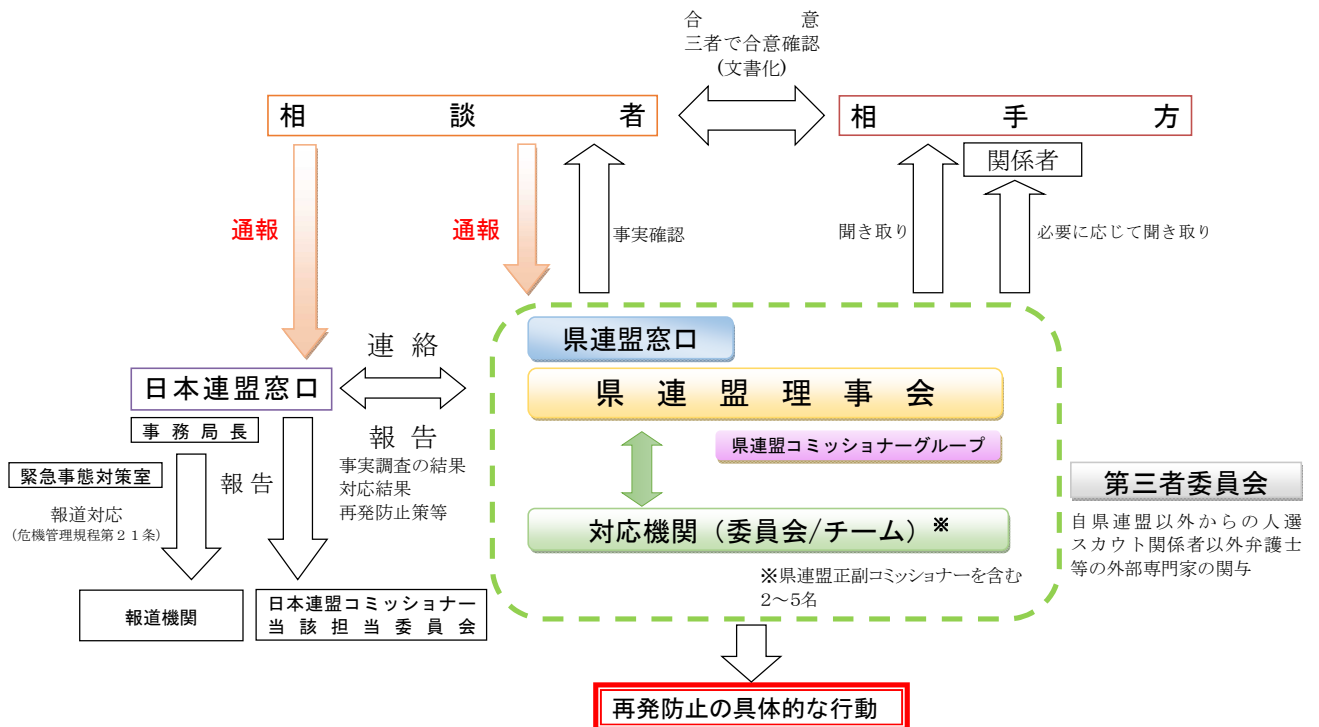 合意
三者で合意確認
(文書化)
相談者
相手方
関係者
通報
通報
事実確認
聞き取り
必要に応じて聞き取り
県連盟窓口
連絡
日本連盟窓口
県連盟理事会
事務局長
報告
県連盟コミッショナーグループ
事実調査の結果
対応結果
再発防止策等
緊急事態対策室
報告
第三者委員会
報道対応
(危機管理規程第２１条)
対応機関（委員会/チーム）※
自県連盟以外からの人選
スカウト関係者以外弁護士
等の外部専門家の関与
※県連盟正副コミッショナーを含む
2～5名
報道機関
日本連盟コミッショナー
当該担当委員会
再発防止の具体的な行動